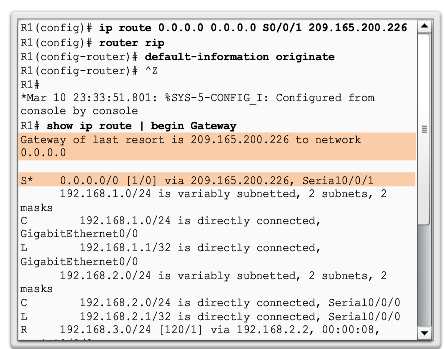 R1(config)# ip route 0.0.0.0 0.0.0.0 S0/0/1 209.165.200.226
R1(config)# router rip
R1(config-router)# default-information originate
R1(config-router)# ^Z
R1#
*Mar 10 23:33:51.801: %SYS-5-CONFIG_I: Configured from
console by console
R1# show ip route | begin Gateway
Gateway of last resort is 209.165.200.226 to network
0.0.0.0
S* 0.0.0.0/0 [1/0] via 209.165.200.226, Serial0/0/1
192.168.1.0/24 is variably subnetted, 2 subnets, 2
masks
C 192.168.1.0/24 is directly connected,
GigabitEthernet0/0
L 192.168.1.1/32 is directly connected,
GigabitEthernet0/0
192.168.2.0/24 is variably subnetted, 2 subnets, 2
masks
C 192.168.2.0/24 is directly connected, Serial0/0/0
L 192.168.2.1/32 is directly connected, Serial0/0/0
R 192.168.3.0/24 [120/1] via 192.168.2.2, 00:00:08,